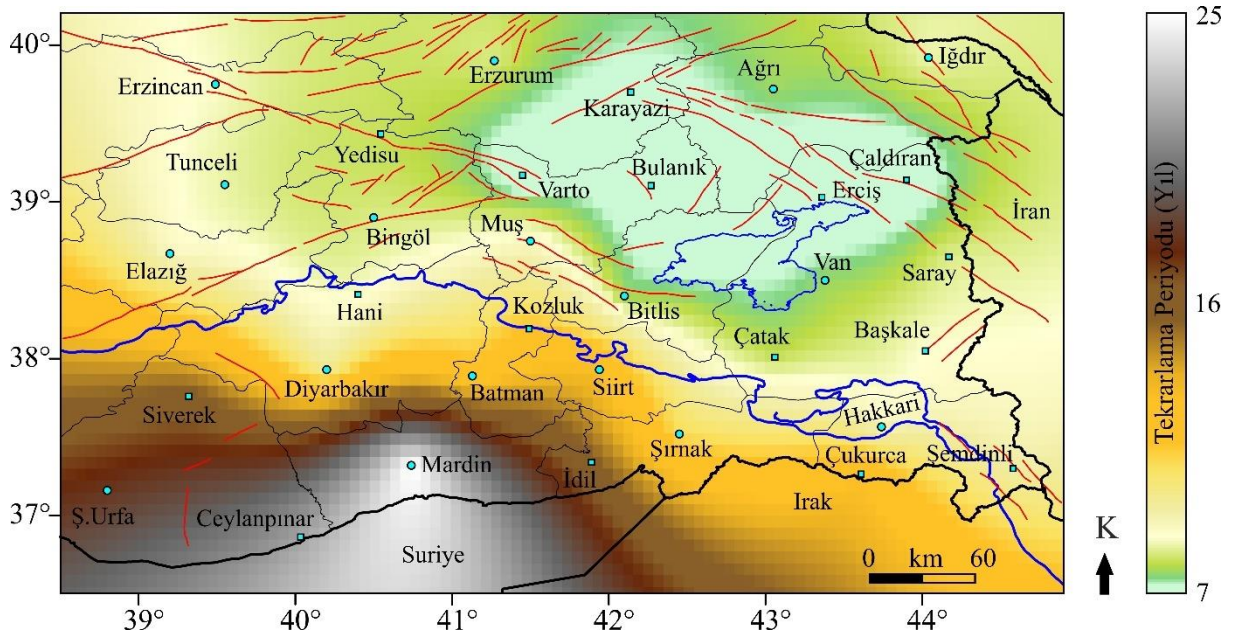 40°
39°
38°
37°
39°
40°
41°
42°
43°
44°
Erzincan
Erzurum
Ağrı
Iğdır
Karayazi
Tunceli
Yedisu
Varto
Bulanık
Çaldıran
Erciş
İran
Bingöl
Muş
Elazığ
Van
Saray
Hani
Kozluk
Bitlis
Çatak
Başkale
Diyarbakır
Batman
Siirt
Siverek
Hakkari
Şırnak
Mardin
İdil
Çukurca
Şemdinli
Ş.Urfa
Ceylanpınar
Irak
Suriye
0 km 60
K
25
16
7
Tekrarlama Periyodu (Yıl)